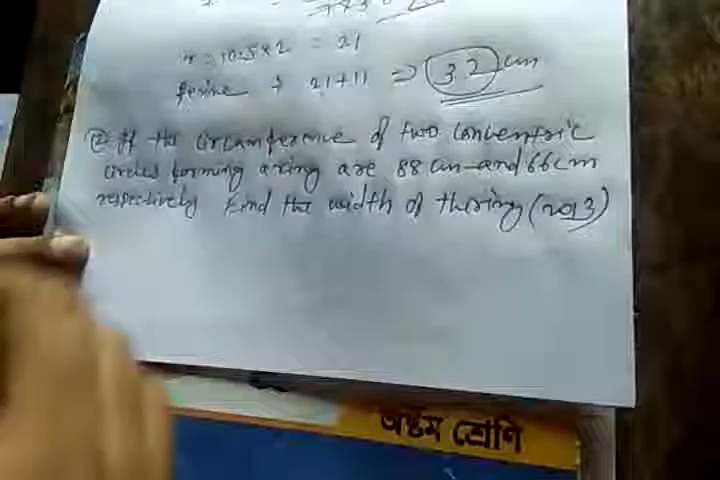 r = 10.5 × 2 = 21
21 + 11 ⇒ 32 cm
If the circumference of two concentric
circles forming a ring are 88 cm and 66 cm
respectively Find the width of the ring (2013)
অষ্টম শ্রেণি